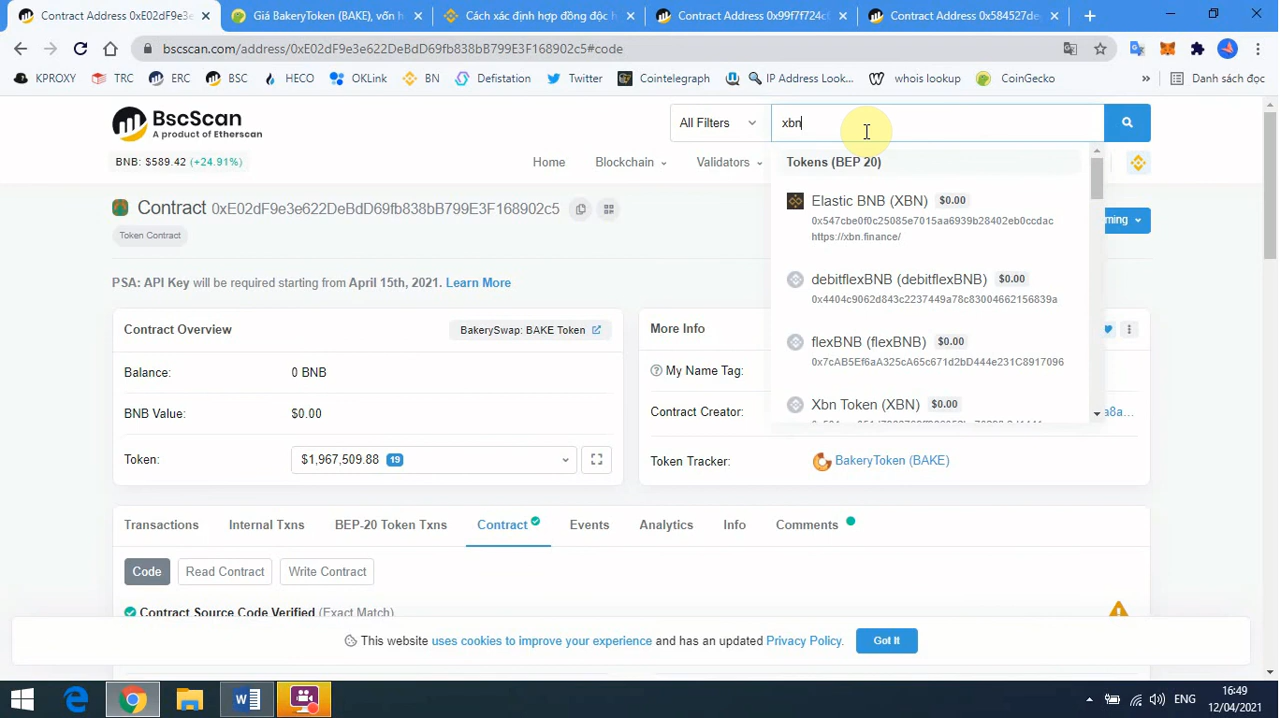 Contract Address 0xE02dF9e3e
Giá BakeryToken (BAKE), vốn h
Cách xác định hợp đồng độc h
Contract Address 0x99f7f724c
Contract Address 0x584527de
bscscan.com/address/0xE02dF9e3e622DeBdD69fb838bB799E3F168902c5#code
KPROXY
TRC
ERC
BSC
HECO
OKLink
BN
Defistation
Twitter
Cointelegraph
IP Address Look...
whois lookup
CoinGecko
»
Danh sách đọc
BscScan
A product of Etherscan
All Filters
xbn
BNB: $589.42 (+24.91%)
Home
Blockchain
Validators
Tokens (BEP 20)
Elastic BNB (XBN) $0.00
0x547cbe0f0c25085e7015aa6939b28402eb0ccdac
https://xbn.finance/
debitflexBNB (debitflexBNB) $0.00
0x4404c9062d843c2237449a78c83004662156839a
flexBNB (flexBNB) $0.00
0x7cAB5Ef6aA325cA65c671d2bD444e231C8917096
Xbn Token (XBN) $0.00
Contract 0xE02dF9e3e622DeBdD69fb838bB799E3F168902c5
ming
Token Contract
PSA: API Key will be required starting from April 15th, 2021. Learn More
Contract Overview
BakerySwap: BAKE Token
Balance:
0 BNB
BNB Value:
$0.00
Token:
$1,967,509.88 19
More Info
My Name Tag:
Contract Creator:
a8a...
Token Tracker:
BakeryToken (BAKE)
Transactions
Internal Txns
BEP-20 Token Txns
Contract
Events
Analytics
Info
Comments
Code
Read Contract
Write Contract
Contract Source Code Verified (Exact Match)
This website uses cookies to improve your experience and has an updated Privacy Policy.
Got It
ENG
16:49
12/04/2021